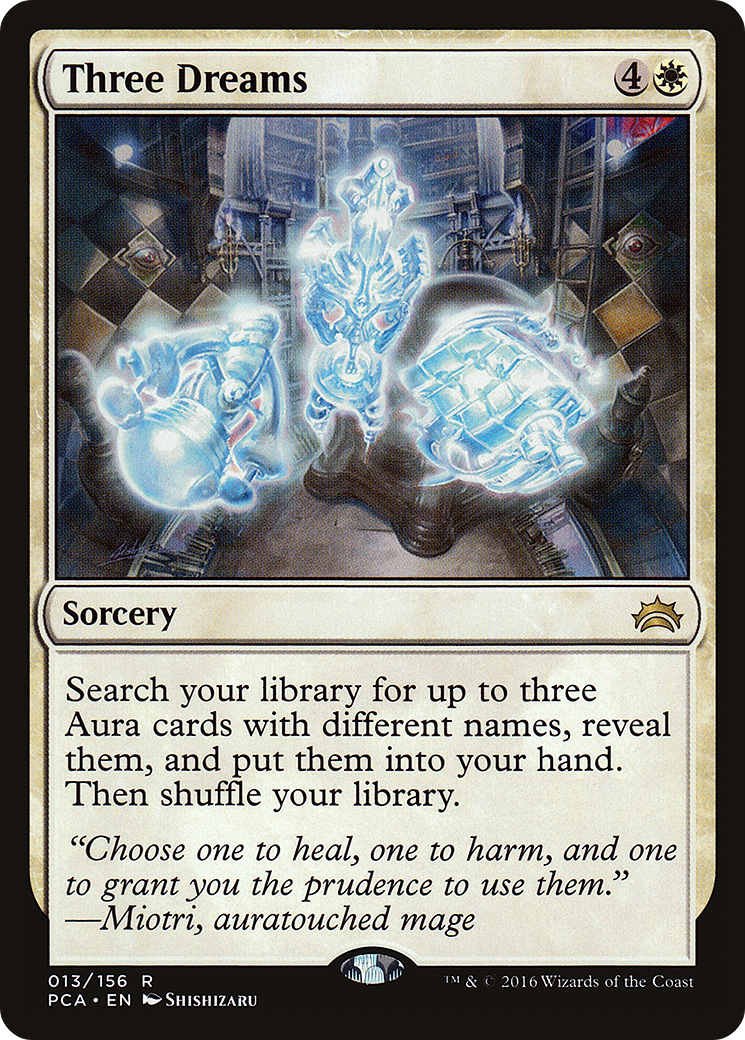 Three Dreams 4
Sorcery
Search your library for up to three
Aura cards with different names, reveal
them, and put them into your hand.
Then shuffle your library.
“Choose one to heal, one to harm, and one
to grant you the prudence to use them.”
—Miotri, auratouched mage
013/156 R
PCA • EN Shishizaru
™ & © 2016 Wizards of the Coast